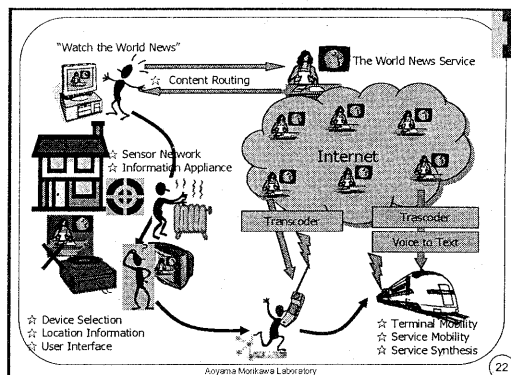 "Watch the World News"
☆ Content Routing
The World News Service
☆ Sensor Network
☆ Information Appliance
Internet
Transcoder
Trascoder
Voice to Text
☆ Device Selection
☆ Location Information
☆ User Interface
☆ Terminal Mobility
☆ Service Mobility
☆ Service Synthesis
Aoyama Morikawa Laboratory
22